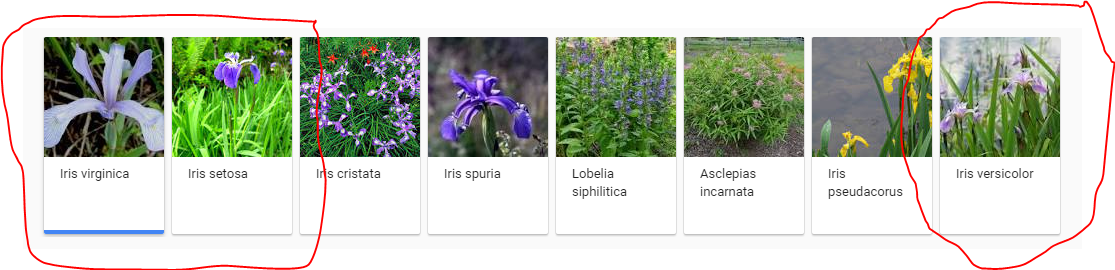 Iris virginica
Iris setosa
Iris cristata
Iris spuria
Lobelia
siphilitica
Asclepias
incarnata
Iris
pseudacorus
Iris versicolor